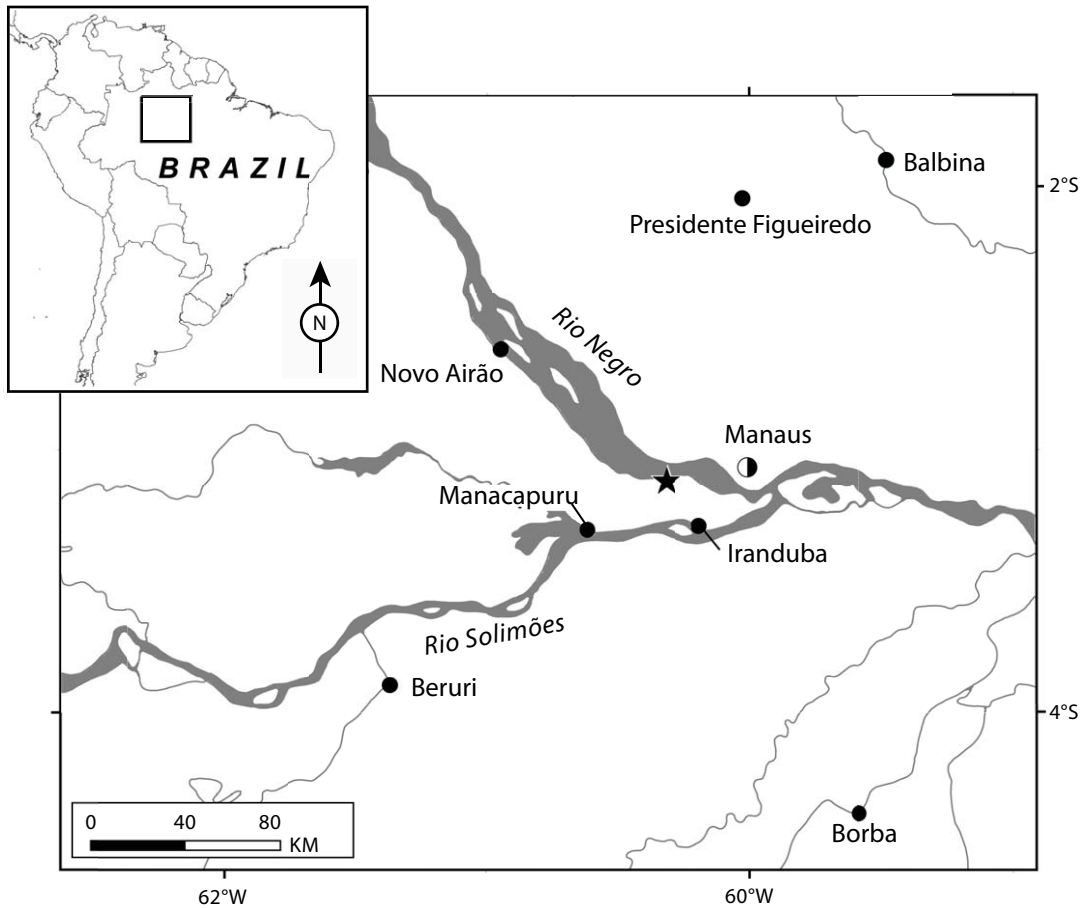 BRAZIL
N
Balbina
2°S
Presidente Figueiredo
Rio Negro
Novo Airão
Manaus
Manacapuru
Iranduba
Rio Solimões
Beruri
4°S
0 40 80
KM
Borba
62°W 60°W